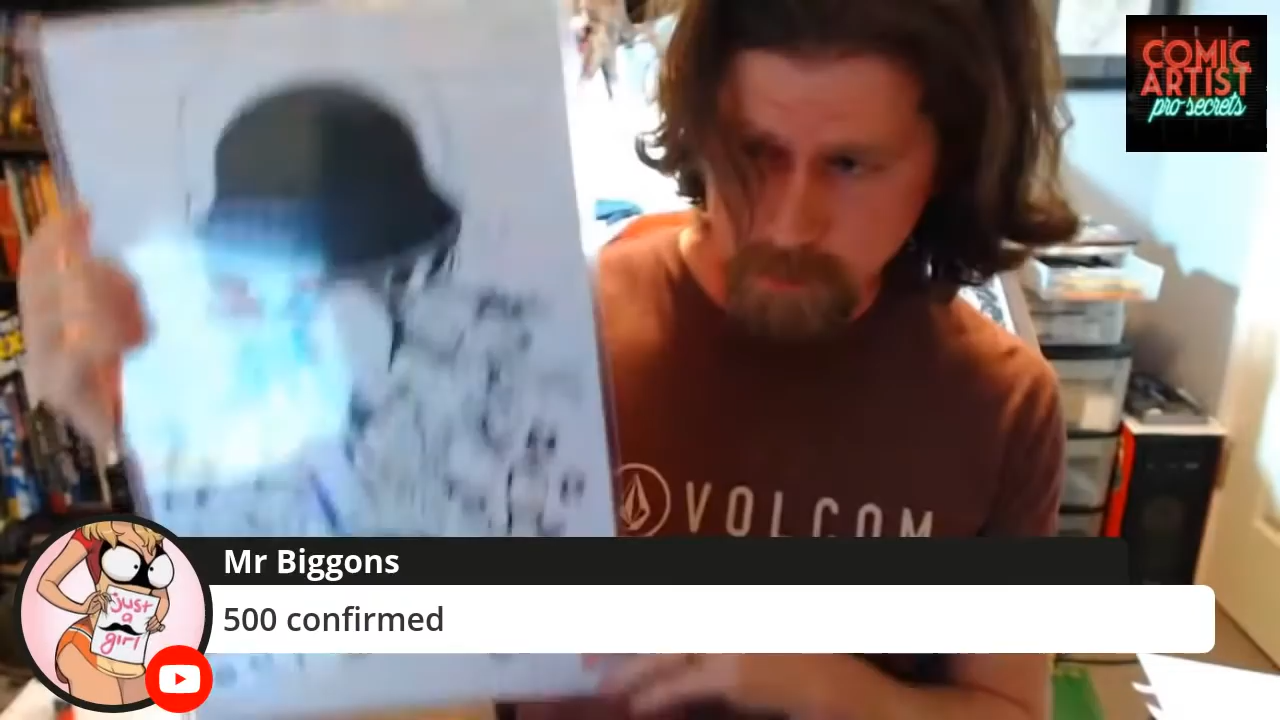 COMIC
ARTIST
pro secrets
VOLCOM
Mr Biggons
500 confirmed
just
a
girl